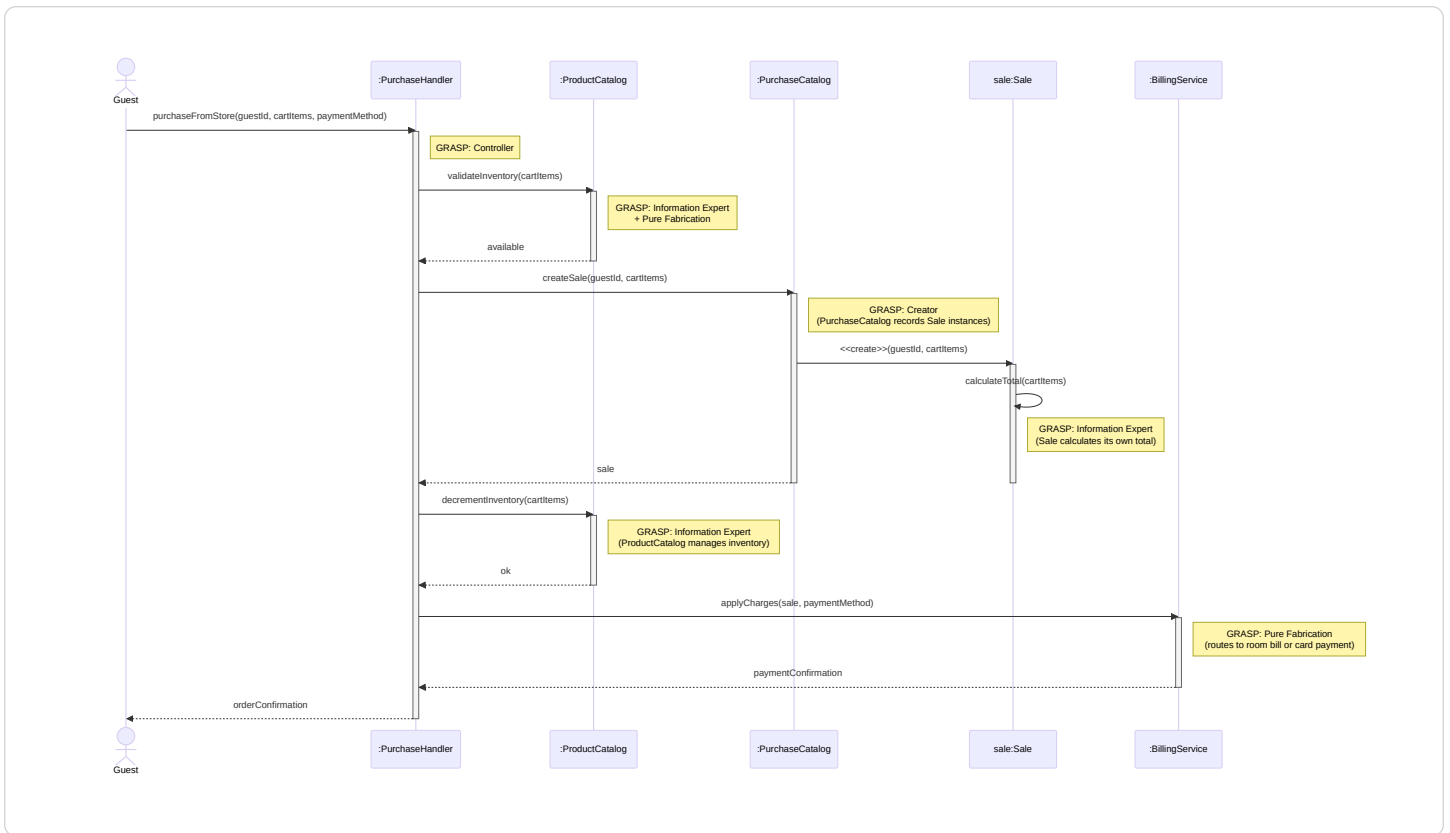 :PurchaseHandler
:ProductCatalog
:PurchaseCatalog
sale:Sale
:BillingService
Guest
purchaseFromStore(guestId, cartItems, paymentMethod)
GRASP: Controller
validateInventory(cartItems)
GRASP: Information Expert
+ Pure Fabrication
available
createSale(guestId, cartItems)
GRASP: Creator
(PurchaseCatalog records Sale instances)
<<create>>(guestId, cartItems)
calculateTotal(cartItems)
GRASP: Information Expert
(Sale calculates its own total)
sale
decrementInventory(cartItems)
GRASP: Information Expert
(ProductCatalog manages inventory)
ok
applyCharges(sale, paymentMethod)
GRASP: Pure Fabrication
(routes to room bill or card payment)
paymentConfirmation
orderConfirmation
:PurchaseHandler
:ProductCatalog
:PurchaseCatalog
sale:Sale
:BillingService
Guest